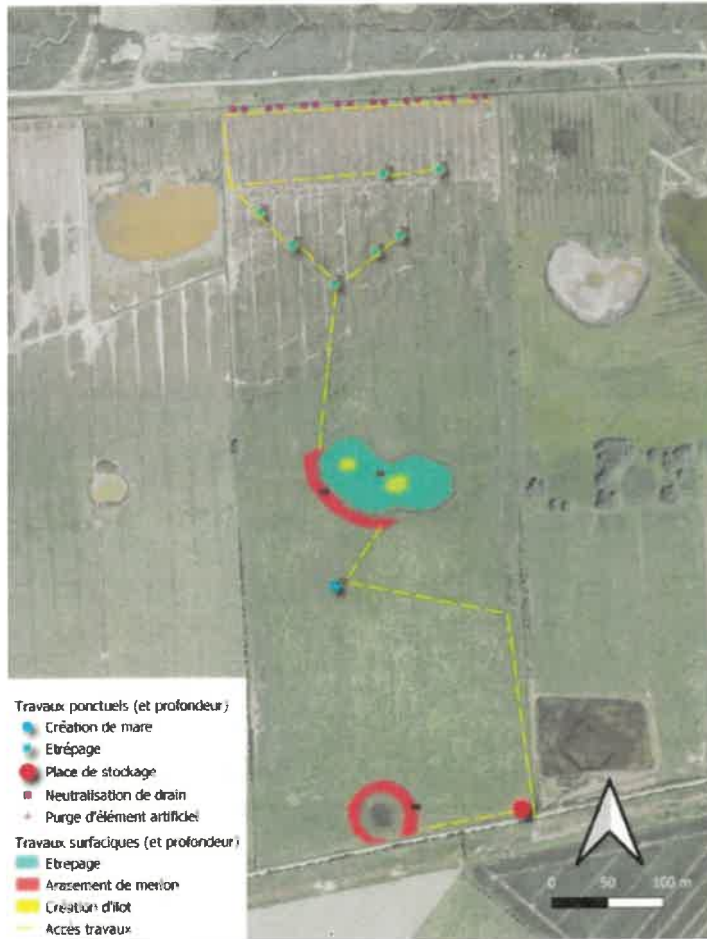 Travaux ponctuels (et profondeur)
Création de mare
Etrépage
Place de stockage
Neutralisation de drain
Purge d'élément artificiel
Travaux surfaciques (et profondeur)
Etrepage
Arasement de merlon
Création d'ilot
Accès travaux
0 50 100 m